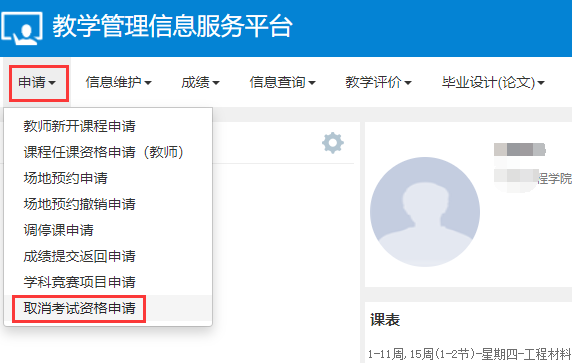 教学管理信息服务平台
申请 信息维护 成绩 信息查询 教学评价 毕业设计(论文)
教师新开课程申请
课程任课资格申请（教师）
场地预约申请
场地预约撤销申请
调停课申请
成绩提交返回申请
学科竞赛项目申请
取消考试资格申请
程学院
课表
1-11周,15周(1-2节)-星期四-工程材料